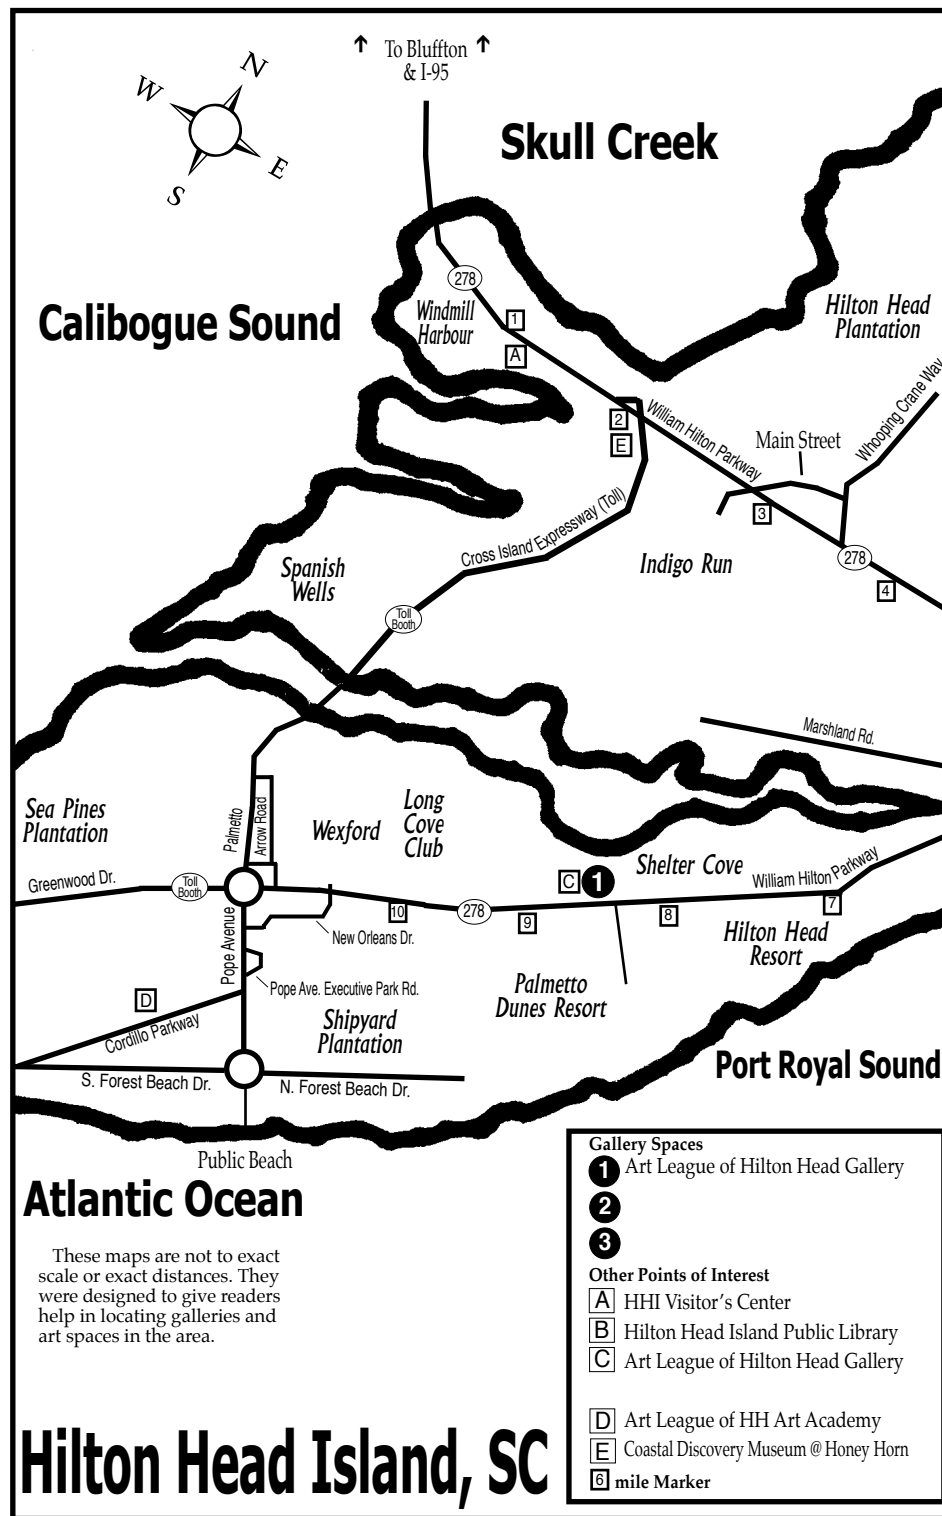 To Bluffton
& I-95
N
W
E
S
Skull Creek
278
Calibogue Sound
Windmill
Harbour
1
A
Hilton Head
Plantation
2
E
William Hilton Parkway
Main Street
Whooping Crane Way
3
Cross Island Expressway (Toll)
Indigo Run
278
4
Spanish
Wells
Toll
Booth
Marshland Rd.
Sea Pines
Plantation
Palmetto
Arrow Road
Wexford
Long
Cove
Club
Shelter Cove
William Hilton Parkway
Greenwood Dr.
Toll
Booth
C
1
10
278
9
8
7
New Orleans Dr.
Pope Avenue
Hilton Head
Resort
Pope Ave. Executive Park Rd.
Palmetto
Dunes Resort
D
Cordillo Parkway
Shipyard
Plantation
Port Royal Sound
S. Forest Beach Dr.
N. Forest Beach Dr.
Public Beach
Atlantic Ocean
These maps are not to exact
scale or exact distances. They
were designed to give readers
help in locating galleries and
art spaces in the area.
Gallery Spaces
1 Art League of Hilton Head Gallery
2
3
Other Points of Interest
A HHI Visitor's Center
B Hilton Head Island Public Library
C Art League of Hilton Head Gallery
D Art League of HH Art Academy
E Coastal Discovery Museum @ Honey Horn
6 mile Marker
Hilton Head Island, SC